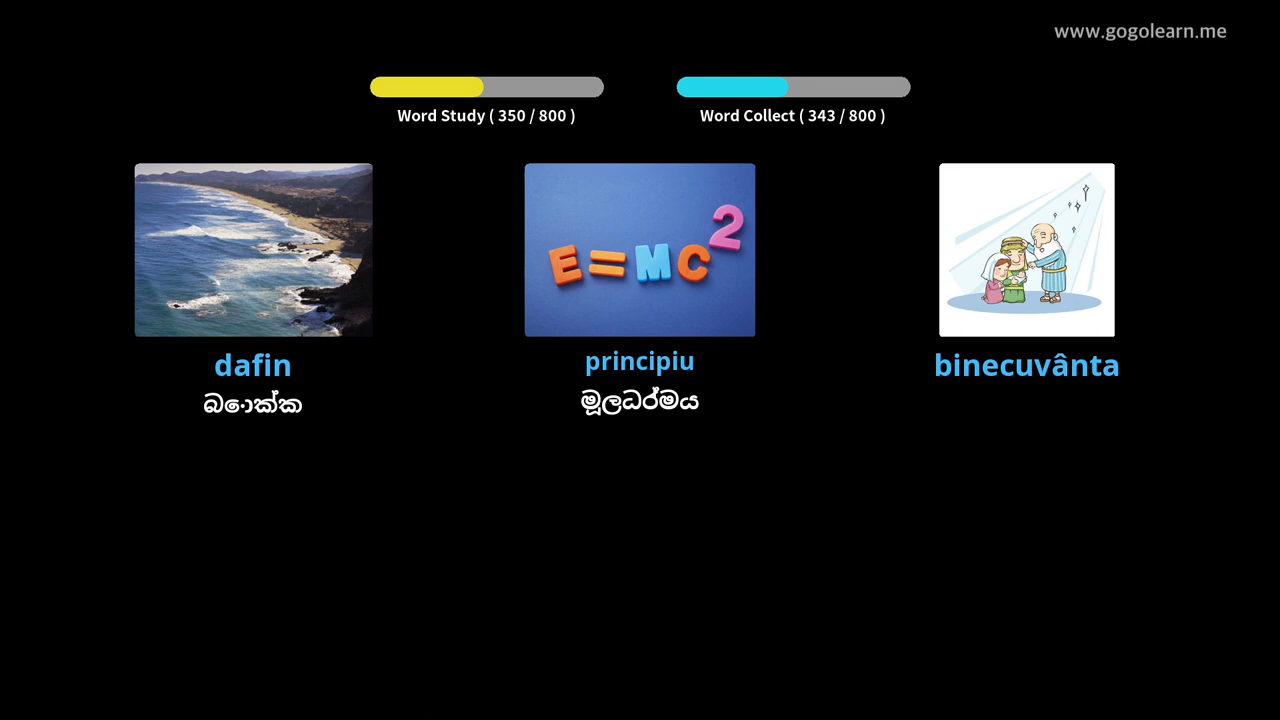 www.gogolearn.me
Word Study ( 350 / 800 )
Word Collect ( 343 / 800 )
E=MC2
dafin
principiu
binecuvânta
බොක්ක
මූලධර්මය